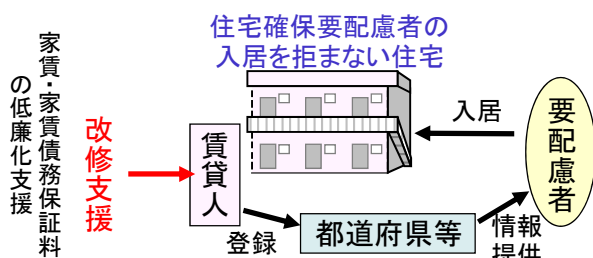 住宅確保要配慮者の
入居を拒まない住宅
家賃・家賃債務保証料
の低廉化支援
改修支援
賃貸人
入居
要配慮者
登録
都道府県等
情報
提供